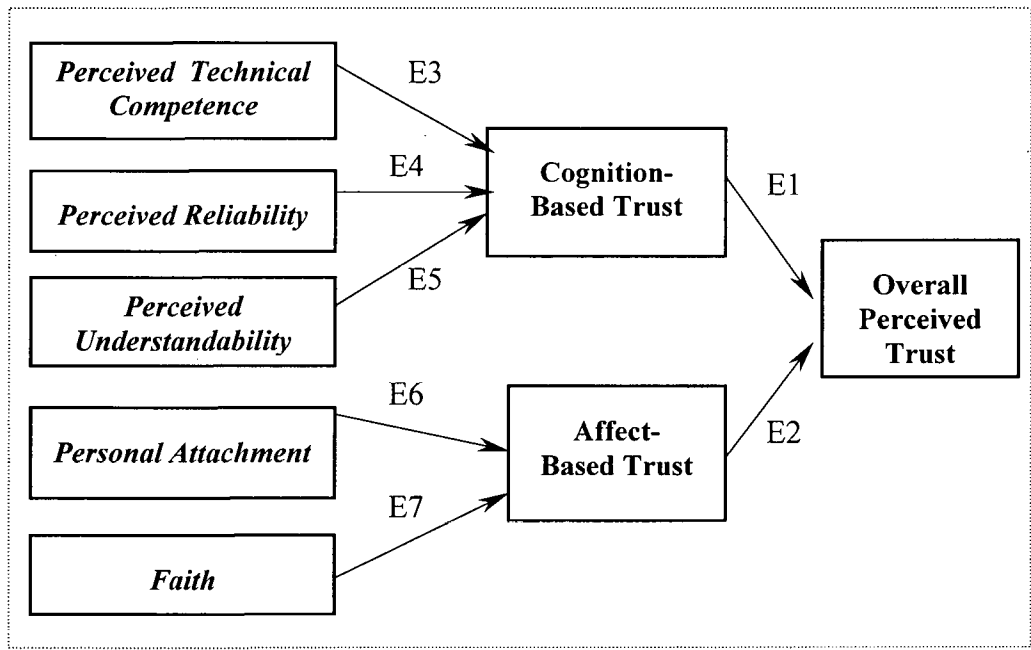 Perceived Technical
Competence
E3
Perceived Reliability
E4
Perceived
Understandability
E5
Cognition-
Based Trust
E1
Personal Attachment
E6
Faith
E7
Affect-
Based Trust
E2
Overall
Perceived
Trust